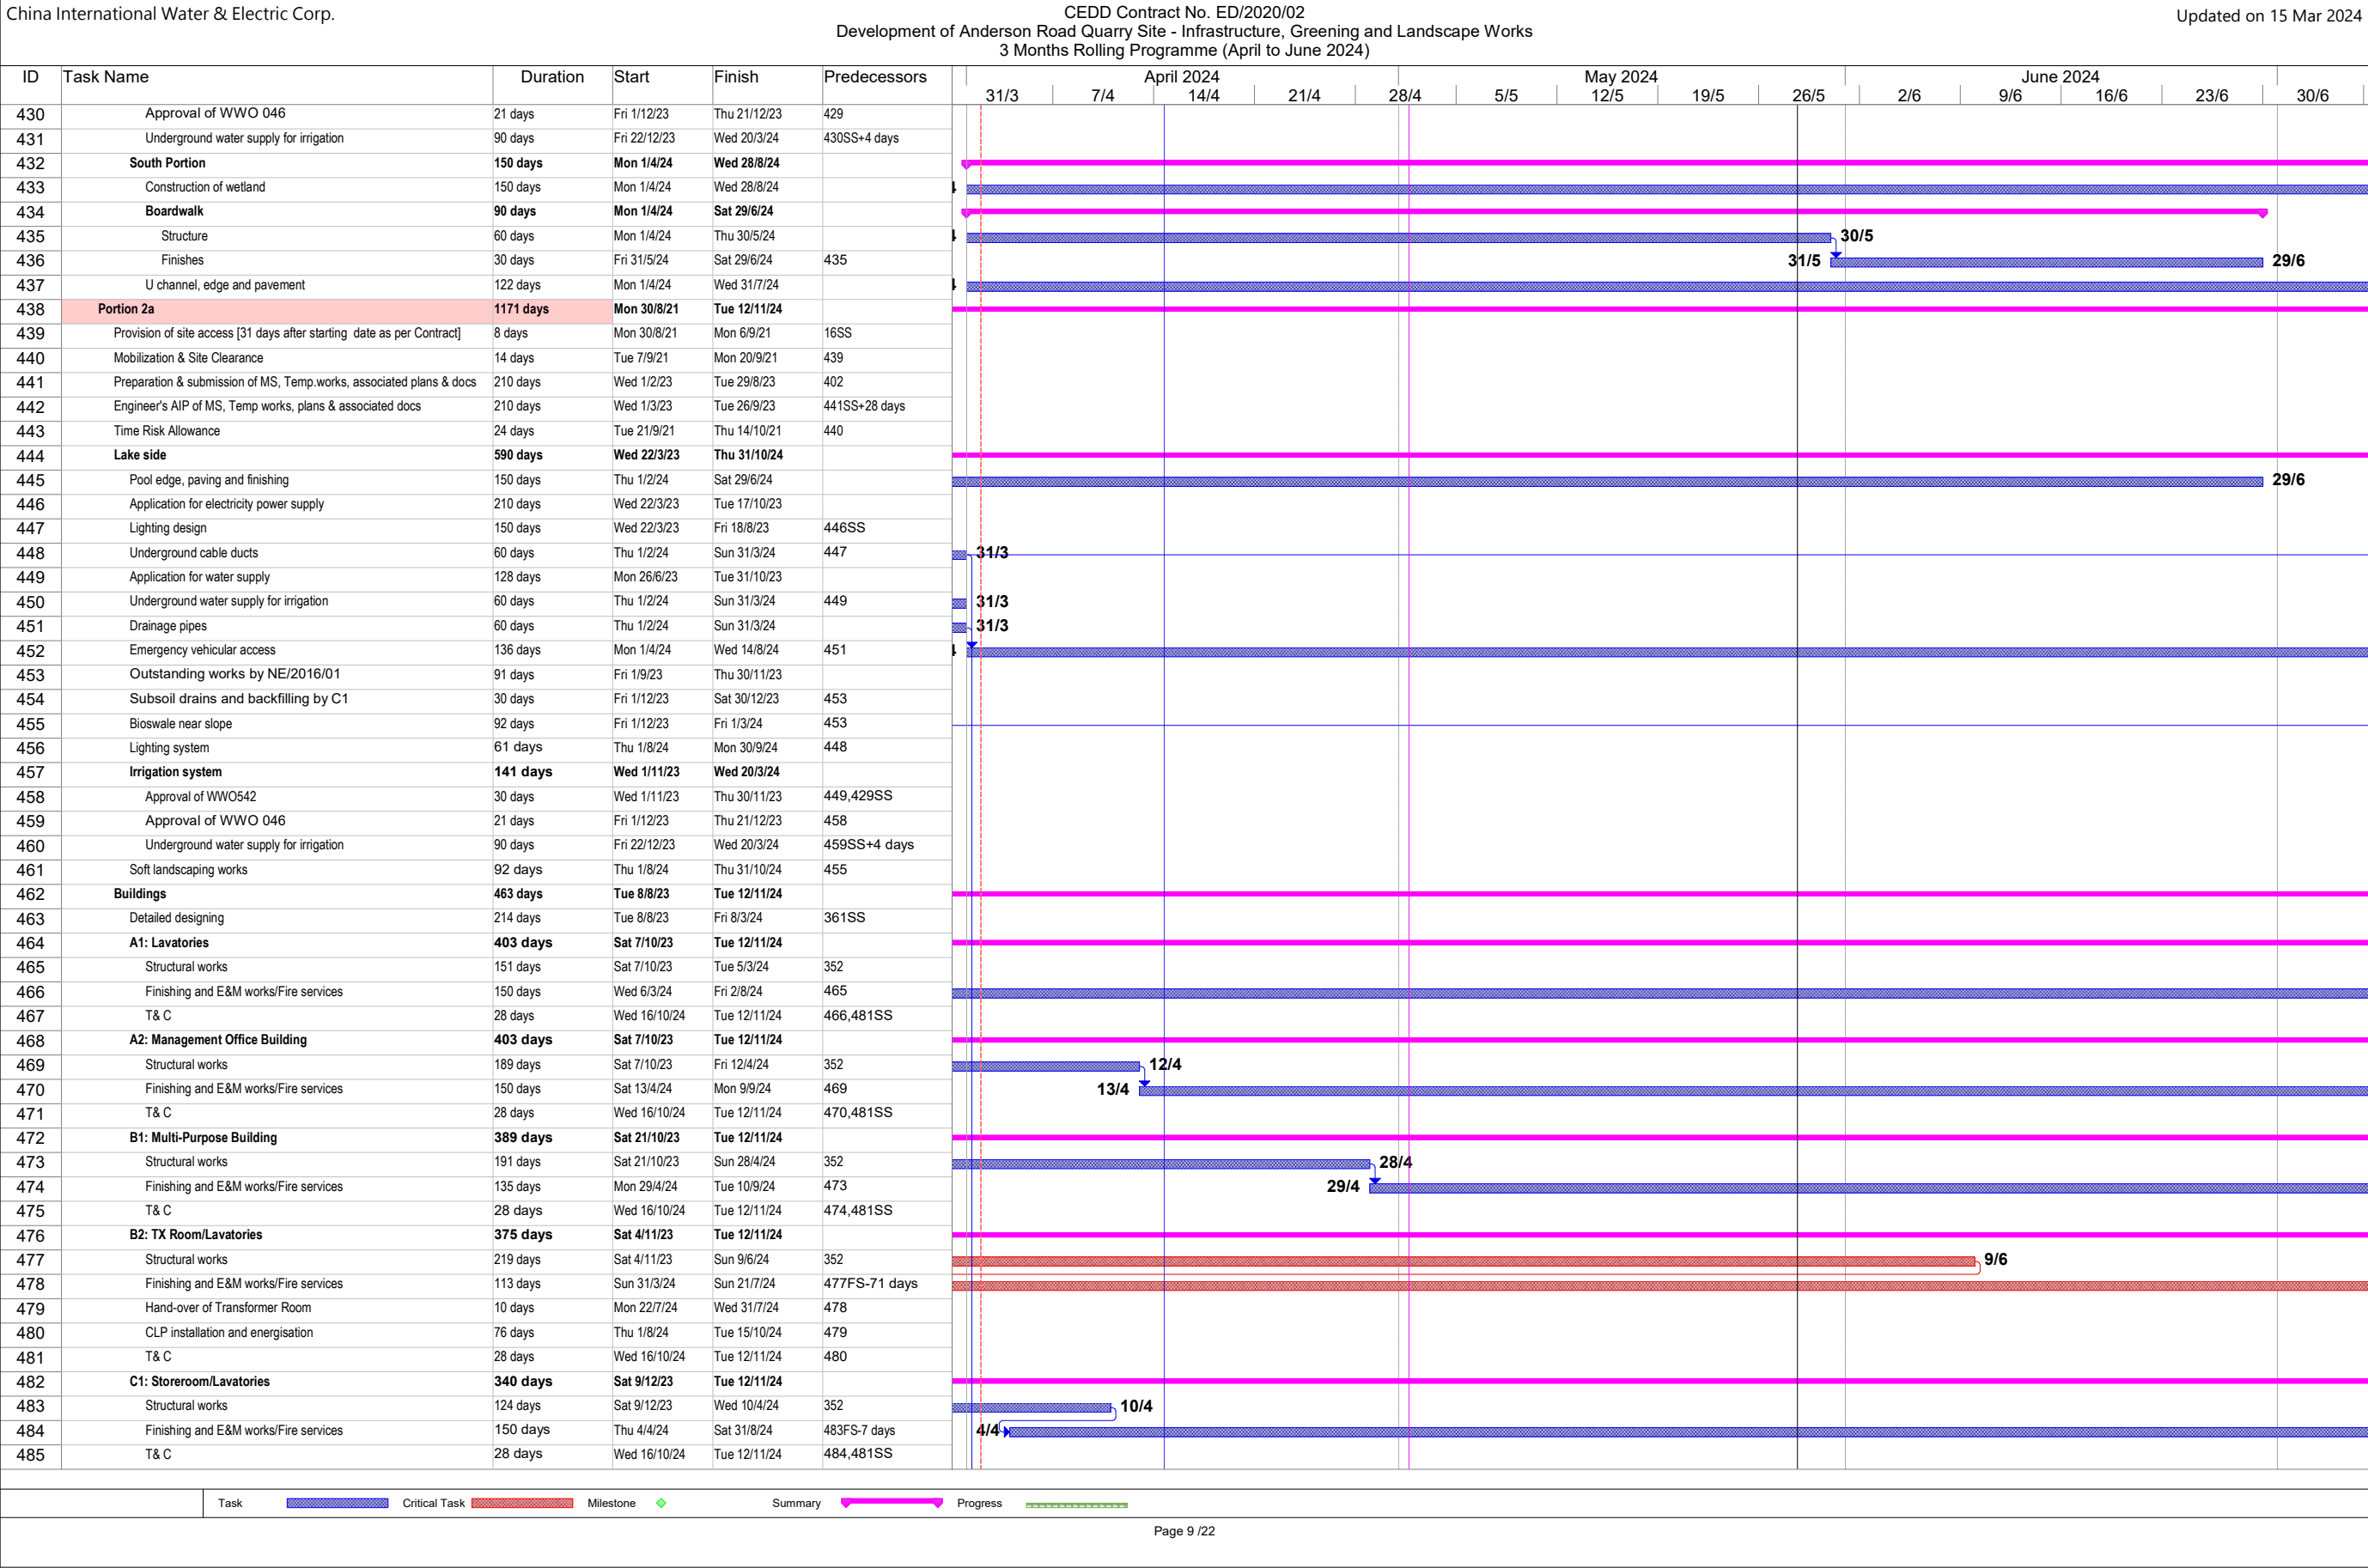 China International Water & Electric Corp.
CEDD Contract No. ED/2020/02
Updated on 15 Mar 2024
Development of Anderson Road Quarry Site - Infrastructure, Greening and Landscape Works
3 Months Rolling Programme (April to June 2024)
ID Task Name Duration Start Finish Predecessors April 2024 May 2024 June 2024
31/3 7/4 14/4 21/4 28/4 5/5 12/5 19/5 26/5 2/6 9/6 16/6 23/6 30/6
430 Approval of WWO 046 21 days Fri 1/12/23 Thu 21/12/23 429
431 Underground water supply for irrigation 90 days Fri 22/12/23 Wed 20/3/24 430SS+4 days
432 South Portion 150 days Mon 1/4/24 Wed 28/8/24
433 Construction of wetland 150 days Mon 1/4/24 Wed 28/8/24
434 Boardwalk 90 days Mon 1/4/24 Sat 29/6/24
435 Structure 60 days Mon 1/4/24 Thu 30/5/24 30/5
436 Finishes 30 days Fri 31/5/24 Sat 29/6/24 435 31/5 29/6
437 U channel, edge and pavement 122 days Mon 1/4/24 Wed 31/7/24
438 Portion 2a 1171 days Mon 30/8/21 Tue 12/11/24
439 Provision of site access [31 days after starting date as per Contract] 8 days Mon 30/8/21 Mon 6/9/21 16SS
440 Mobilization & Site Clearance 14 days Tue 7/9/21 Mon 20/9/21 439
441 Preparation & submission of MS, Temp.works, associated plans & docs 210 days Wed 1/2/23 Tue 29/8/23 402
442 Engineer's AIP of MS, Temp works, plans & associated docs 210 days Wed 1/3/23 Tue 26/9/23 441SS+28 days
443 Time Risk Allowance 24 days Tue 21/9/21 Thu 14/10/21 440
444 Lake side 590 days Wed 22/3/23 Thu 31/10/24
445 Pool edge, paving and finishing 150 days Thu 1/2/24 Sat 29/6/24 29/6
446 Application for electricity power supply 210 days Wed 22/3/23 Tue 17/10/23
447 Lighting design 150 days Wed 22/3/23 Fri 18/8/23 446SS
448 Underground cable ducts 60 days Thu 1/2/24 Sun 31/3/24 447 31/3
449 Application for water supply 128 days Mon 26/6/23 Tue 31/10/23
450 Underground water supply for irrigation 60 days Thu 1/2/24 Sun 31/3/24 449 31/3
451 Drainage pipes 60 days Thu 1/2/24 Sun 31/3/24 31/3
452 Emergency vehicular access 136 days Mon 1/4/24 Wed 14/8/24 451
453 Outstanding works by NE/2016/01 91 days Fri 1/9/23 Thu 30/11/23
454 Subsoil drains and backfilling by C1 30 days Fri 1/12/23 Sat 30/12/23 453
455 Bioswale near slope 92 days Fri 1/12/23 Fri 1/3/24 453
456 Lighting system 61 days Thu 1/8/24 Mon 30/9/24 448
457 Irrigation system 141 days Wed 1/11/23 Wed 20/3/24
458 Approval of WWO542 30 days Wed 1/11/23 Thu 30/11/23 449,429SS
459 Approval of WWO 046 21 days Fri 1/12/23 Thu 21/12/23 458
460 Underground water supply for irrigation 90 days Fri 22/12/23 Wed 20/3/24 459SS+4 days
461 Soft landscaping works 92 days Thu 1/8/24 Thu 31/10/24 455
462 Buildings 463 days Tue 8/8/23 Tue 12/11/24
463 Detailed designing 214 days Tue 8/8/23 Fri 8/3/24 361SS
464 A1: Lavatories 403 days Sat 7/10/23 Tue 12/11/24
465 Structural works 151 days Sat 7/10/23 Tue 5/3/24 352
466 Finishing and E&M works/Fire services 150 days Wed 6/3/24 Fri 2/8/24 465
467 T& C 28 days Wed 16/10/24 Tue 12/11/24 466,481SS
468 A2: Management Office Building 403 days Sat 7/10/23 Tue 12/11/24
469 Structural works 189 days Sat 7/10/23 Fri 12/4/24 352 12/4
470 Finishing and E&M works/Fire services 150 days Sat 13/4/24 Mon 9/9/24 469 13/4
471 T& C 28 days Wed 16/10/24 Tue 12/11/24 470,481SS
472 B1: Multi-Purpose Building 389 days Sat 21/10/23 Tue 12/11/24
473 Structural works 191 days Sat 21/10/23 Sun 28/4/24 352 28/4
474 Finishing and E&M works/Fire services 135 days Mon 29/4/24 Tue 10/9/24 473 29/4
475 T& C 28 days Wed 16/10/24 Tue 12/11/24 474,481SS
476 B2: TX Room/Lavatories 375 days Sat 4/11/23 Tue 12/11/24
477 Structural works 219 days Sat 4/11/23 Sun 9/6/24 352 9/6
478 Finishing and E&M works/Fire services 113 days Sun 31/3/24 Sun 21/7/24 477FS-71 days
479 Hand-over of Transformer Room 10 days Mon 22/7/24 Wed 31/7/24 478
480 CLP installation and energisation 76 days Thu 1/8/24 Tue 15/10/24 479
481 T& C 28 days Wed 16/10/24 Tue 12/11/24 480
482 C1: Storeroom/Lavatories 340 days Sat 9/12/23 Tue 12/11/24
483 Structural works 124 days Sat 9/12/23 Wed 10/4/24 352 10/4
484 Finishing and E&M works/Fire services 150 days Thu 4/4/24 Sat 31/8/24 483FS-7 days 4/4
485 T& C 28 days Wed 16/10/24 Tue 12/11/24 484,481SS
Task Critical Task Milestone Summary Progress
Page 9 /22